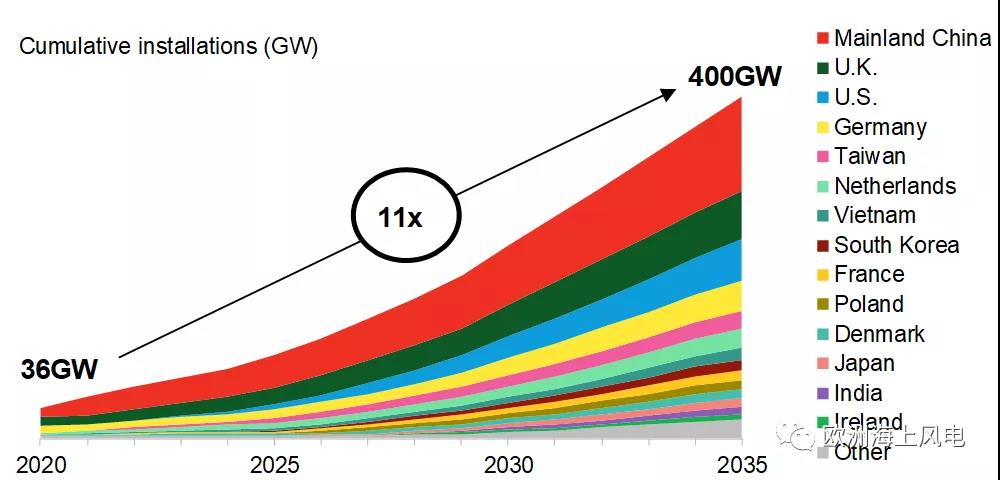 Cumulative installations (GW)
400GW
11x
36GW
2020
2025
2030
2035
Mainland China
U.K.
U.S.
Germany
Taiwan
Netherlands
Vietnam
South Korea
France
Poland
Denmark
Japan
India
Ireland
Other
欧洲海上风电